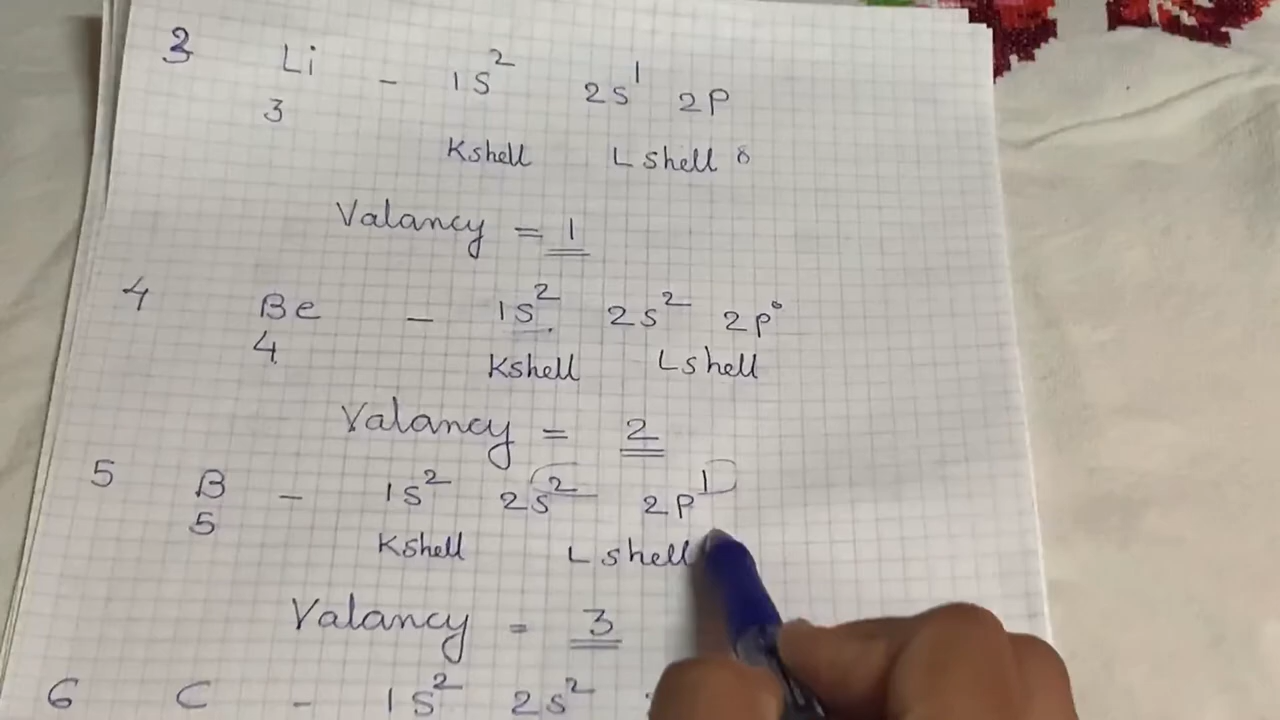 3 Li - 1s² 2s¹ 2p
3
Kshell Lshell 8
Valancy = 1
4 Be - 1s² 2s² 2p°
4
Kshell Lshell
Valancy = 2
5 B - 1s² 2s² 2p¹
5
Kshell Lshell
Valancy = 3
6 C - 1s² 2s²